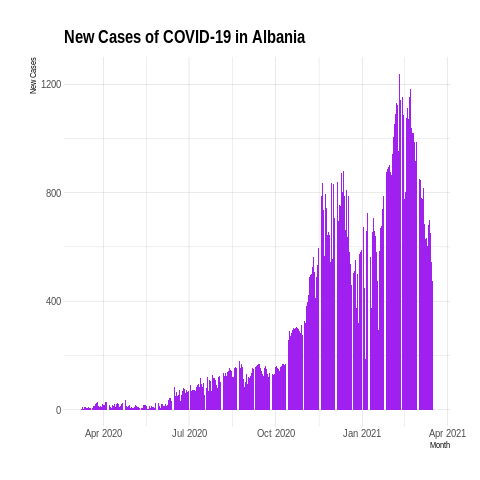 New Cases of COVID-19 in Albania
New Cases
1200
800
400
0
Apr 2020 Jul 2020 Oct 2020 Jan 2021 Apr 2021
Month